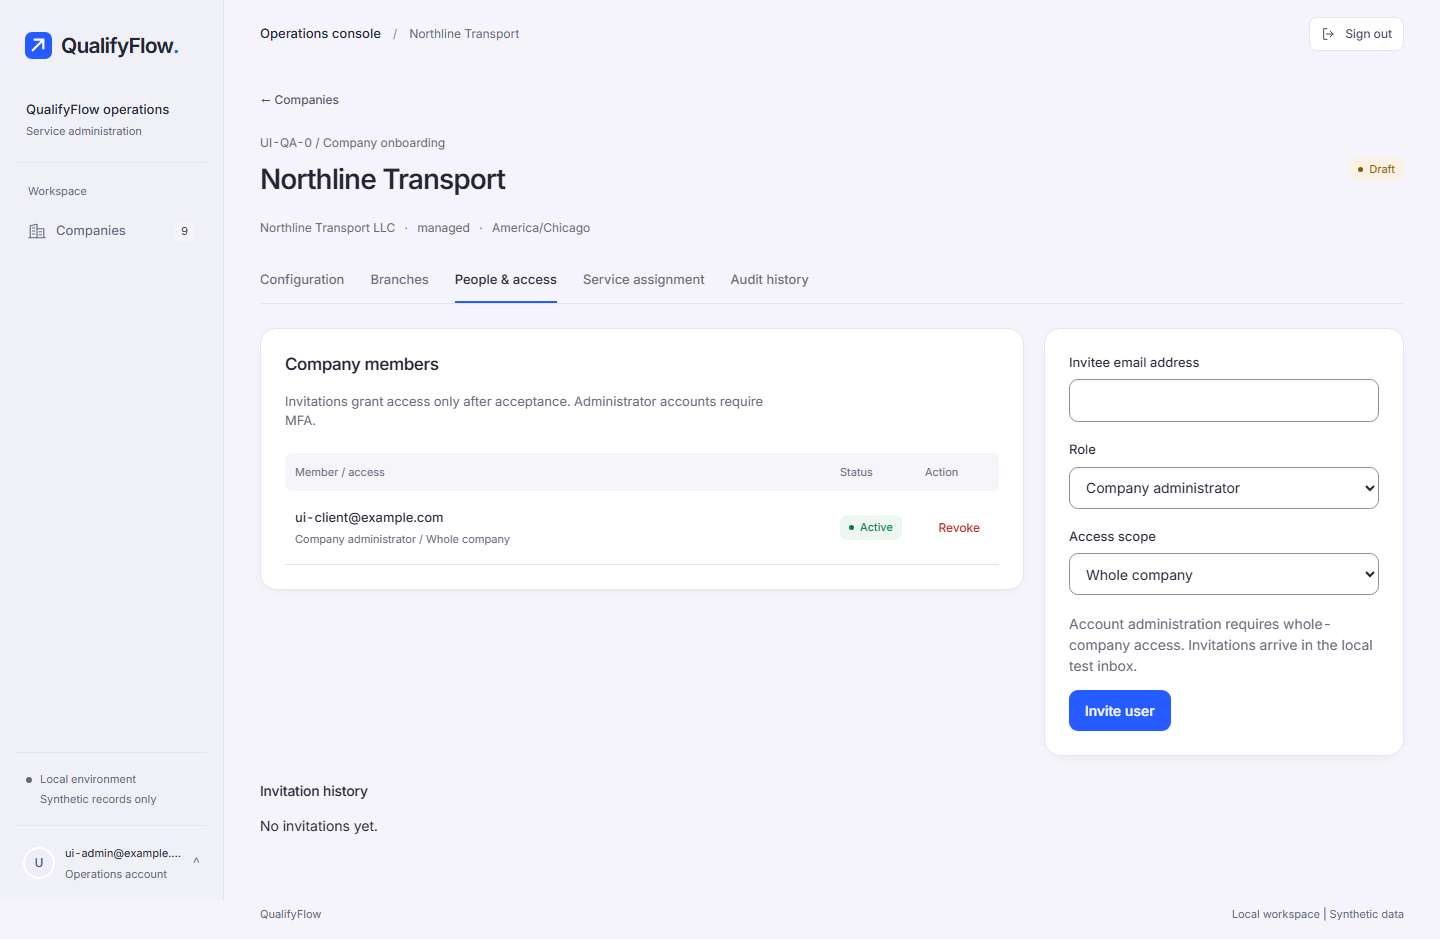 QualifyFlow.
QualifyFlow operations
Service administration
Workspace
Companies 9
Local environment
Synthetic records only
U
ui-admin@example.... ^
Operations account
Operations console / Northline Transport
Sign out
← Companies
UI-QA-0 / Company onboarding
Northline Transport
Draft
Northline Transport LLC · managed · America/Chicago
Configuration Branches People & access Service assignment Audit history
Company members
Invitations grant access only after acceptance. Administrator accounts require
MFA.
Member / access Status Action
ui-client@example.com
Company administrator / Whole company
Active
Revoke
Invitee email address
Role
Company administrator
Access scope
Whole company
Account administration requires whole-
company access. Invitations arrive in the local
test inbox.
Invite user
Invitation history
No invitations yet.
QualifyFlow
Local workspace | Synthetic data